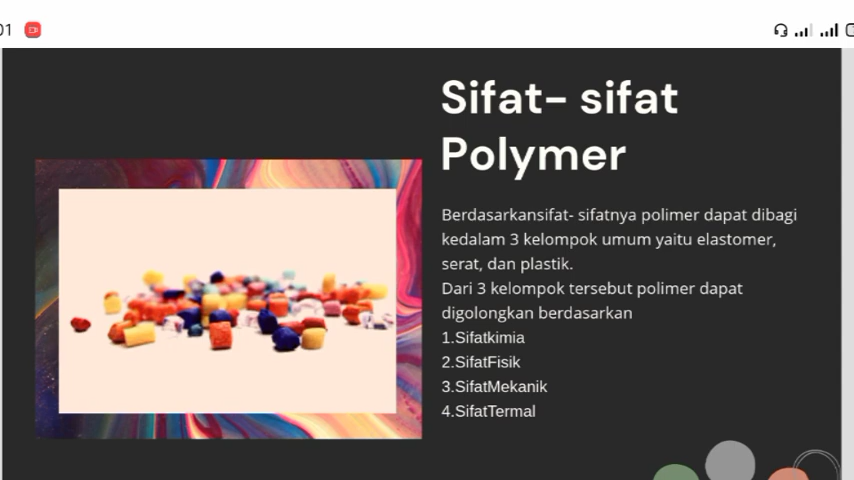 01
Sifat- sifat
Polymer
Berdasarkansifat- sifatnya polimer dapat dibagi
kedalam 3 kelompok umum yaitu elastomer,
serat, dan plastik.
Dari 3 kelompok tersebut polimer dapat
digolongkan berdasarkan
1.Sifatkimia
2.SifatFisik
3.SifatMekanik
4.SifatTermal